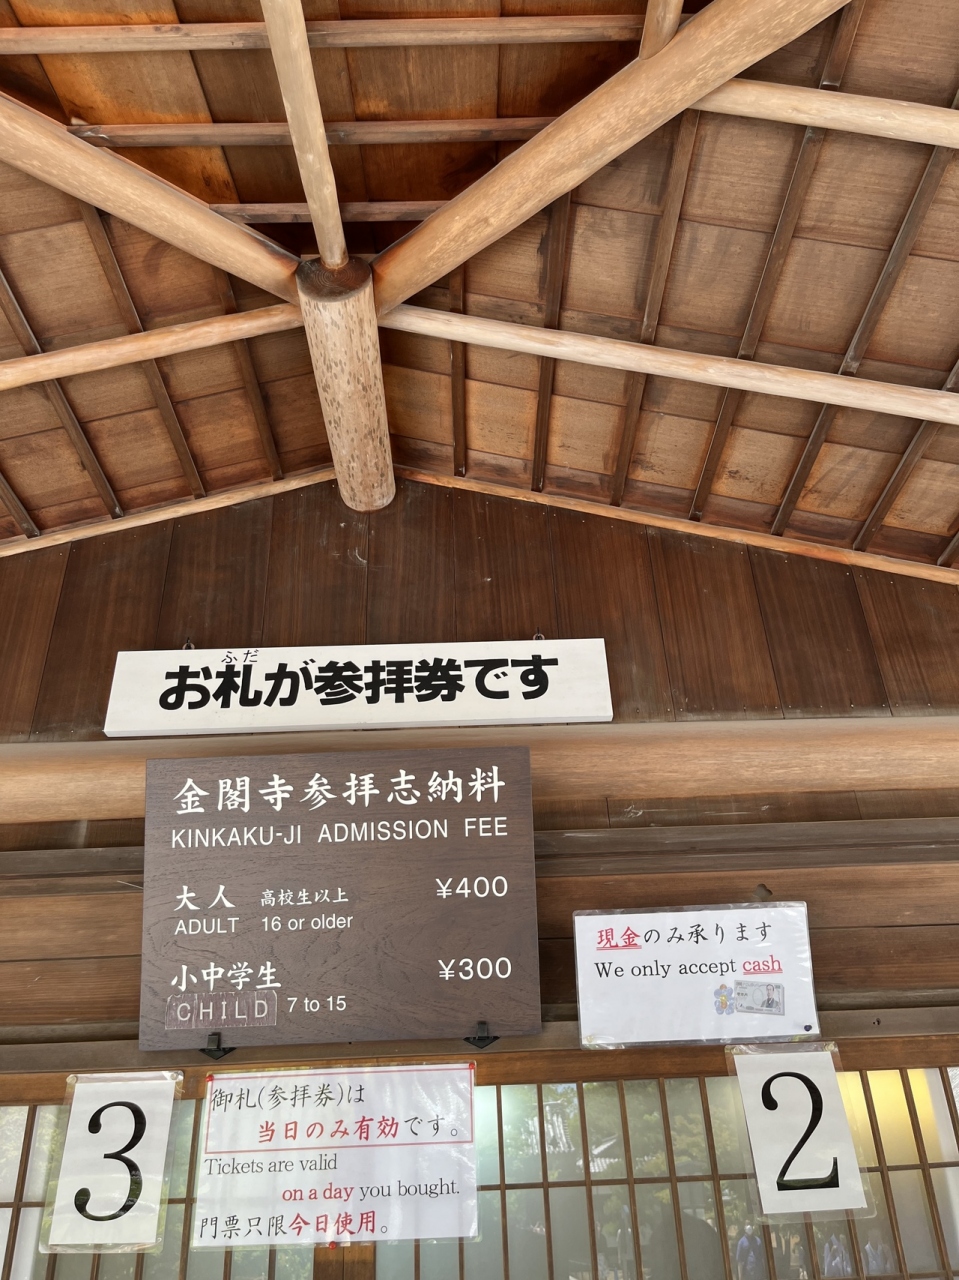 ふだ
お札が参拝券です
金閣寺参拝志納料
KINKAKU-JI ADMISSION FEE
大人 高校生以上 ¥400
ADULT 16 or older
小中学生 ¥300
CHILD 7 to 15
現金のみ承ります
We only accept cash
3
御札(参拝券)は
当日のみ有効です。
Tickets are valid
on a day you bought.
門票只限今日使用。
2